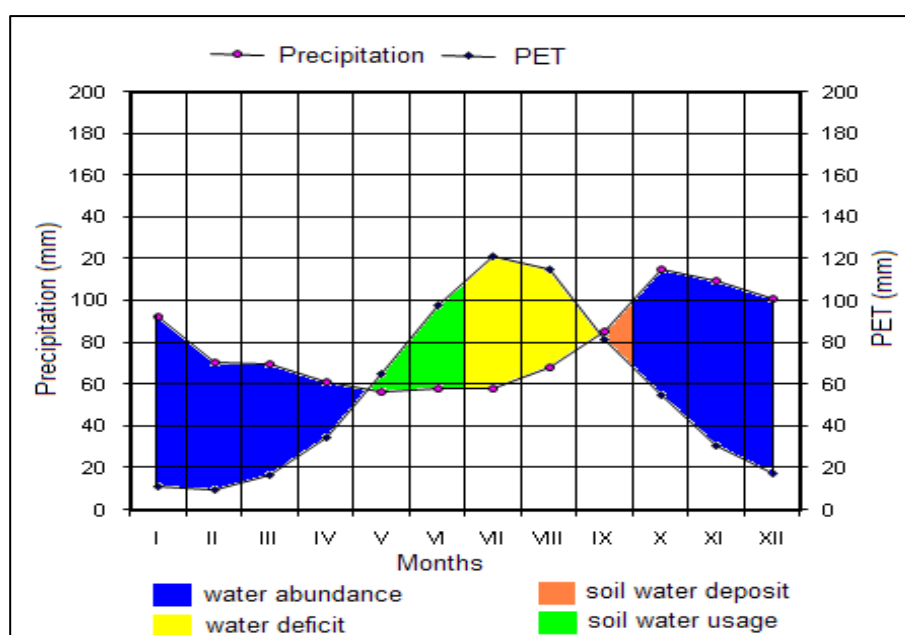 Precipitation PET
200 200
180 180
160 160
40 140
20 120
100 100
80 80
60 60
40 40
20 20
0 0
Precipitation (mm)
PET (mm)
I II III IV V VI VII VIII IX X XI XII
Months
water abundance soil water deposit
water deficit soil water usage